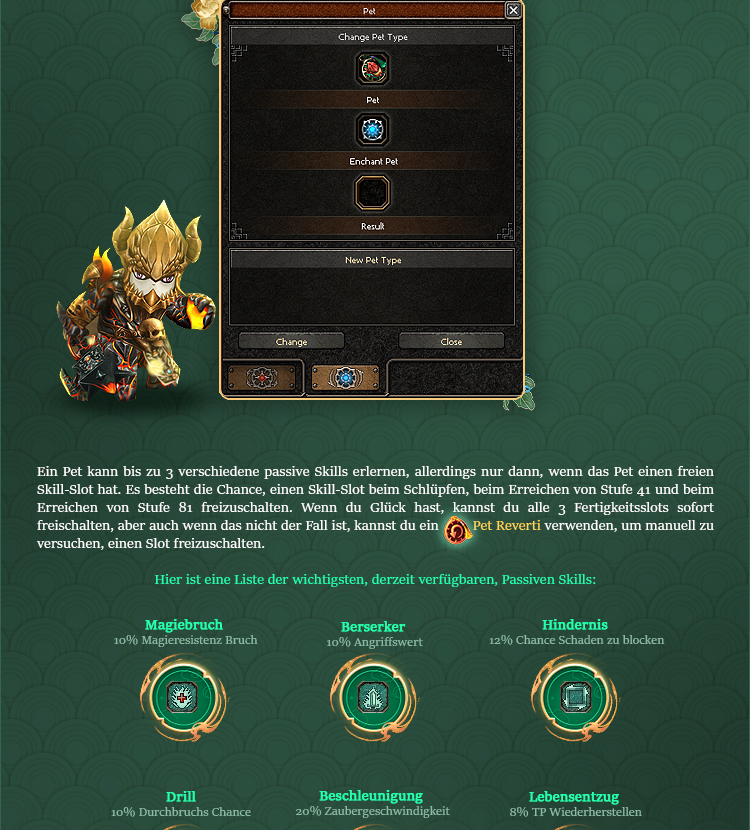 Pet
Change Pet Type
Pet
Enchant Pet
Result
New Pet Type
Change
Close
Ein Pet kann bis zu 3 verschiedene passive Skills erlernen, allerdings nur dann, wenn das Pet einen freien
Skill-Slot hat. Es besteht die Chance, einen Skill-Slot beim Schlüpfen, beim Erreichen von Stufe 41 und beim
Erreichen von Stufe 81 freizuschalten. Wenn du Glück hast, kannst du alle 3 Fertigkeitsslots sofort
freischalten, aber auch wenn das nicht der Fall ist, kannst du ein Pet Reverti verwenden, um manuell zu
versuchen, einen Slot freizuschalten.
Hier ist eine Liste der wichtigsten, derzeit verfügbaren, Passiven Skills:
Magiebruch
10% Magieresistenz Bruch
Berserker
10% Angriffswert
Hindernis
12% Chance Schaden zu blocken
Drill
10% Durchbruchs Chance
Beschleunigung
20% Zaubergeschwindigkeit
Lebensentzug
8% TP Wiederherstellen